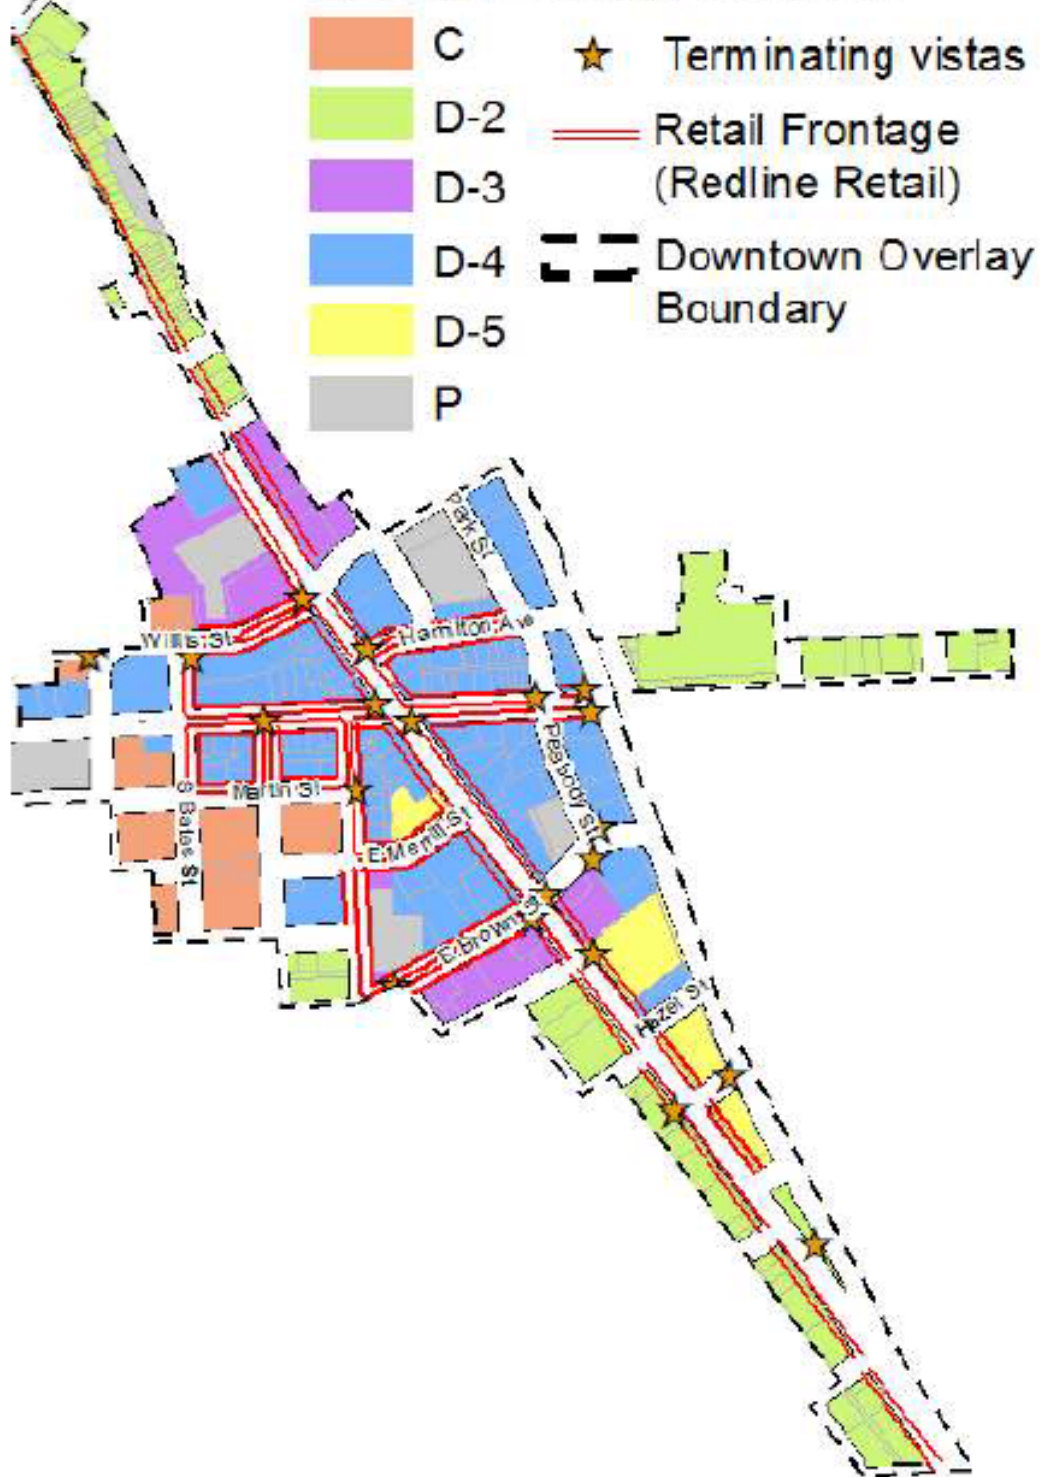 C
D-2
D-3
D-4
D-5
P
Terminating vistas
Retail Frontage
(Redline Retail)
Downtown Overlay
Boundary
Park St
Willis St
Hamilton Ave
Peabody St
Martin St
S Bates St
E Merrill St
E Brown St
Hazel St